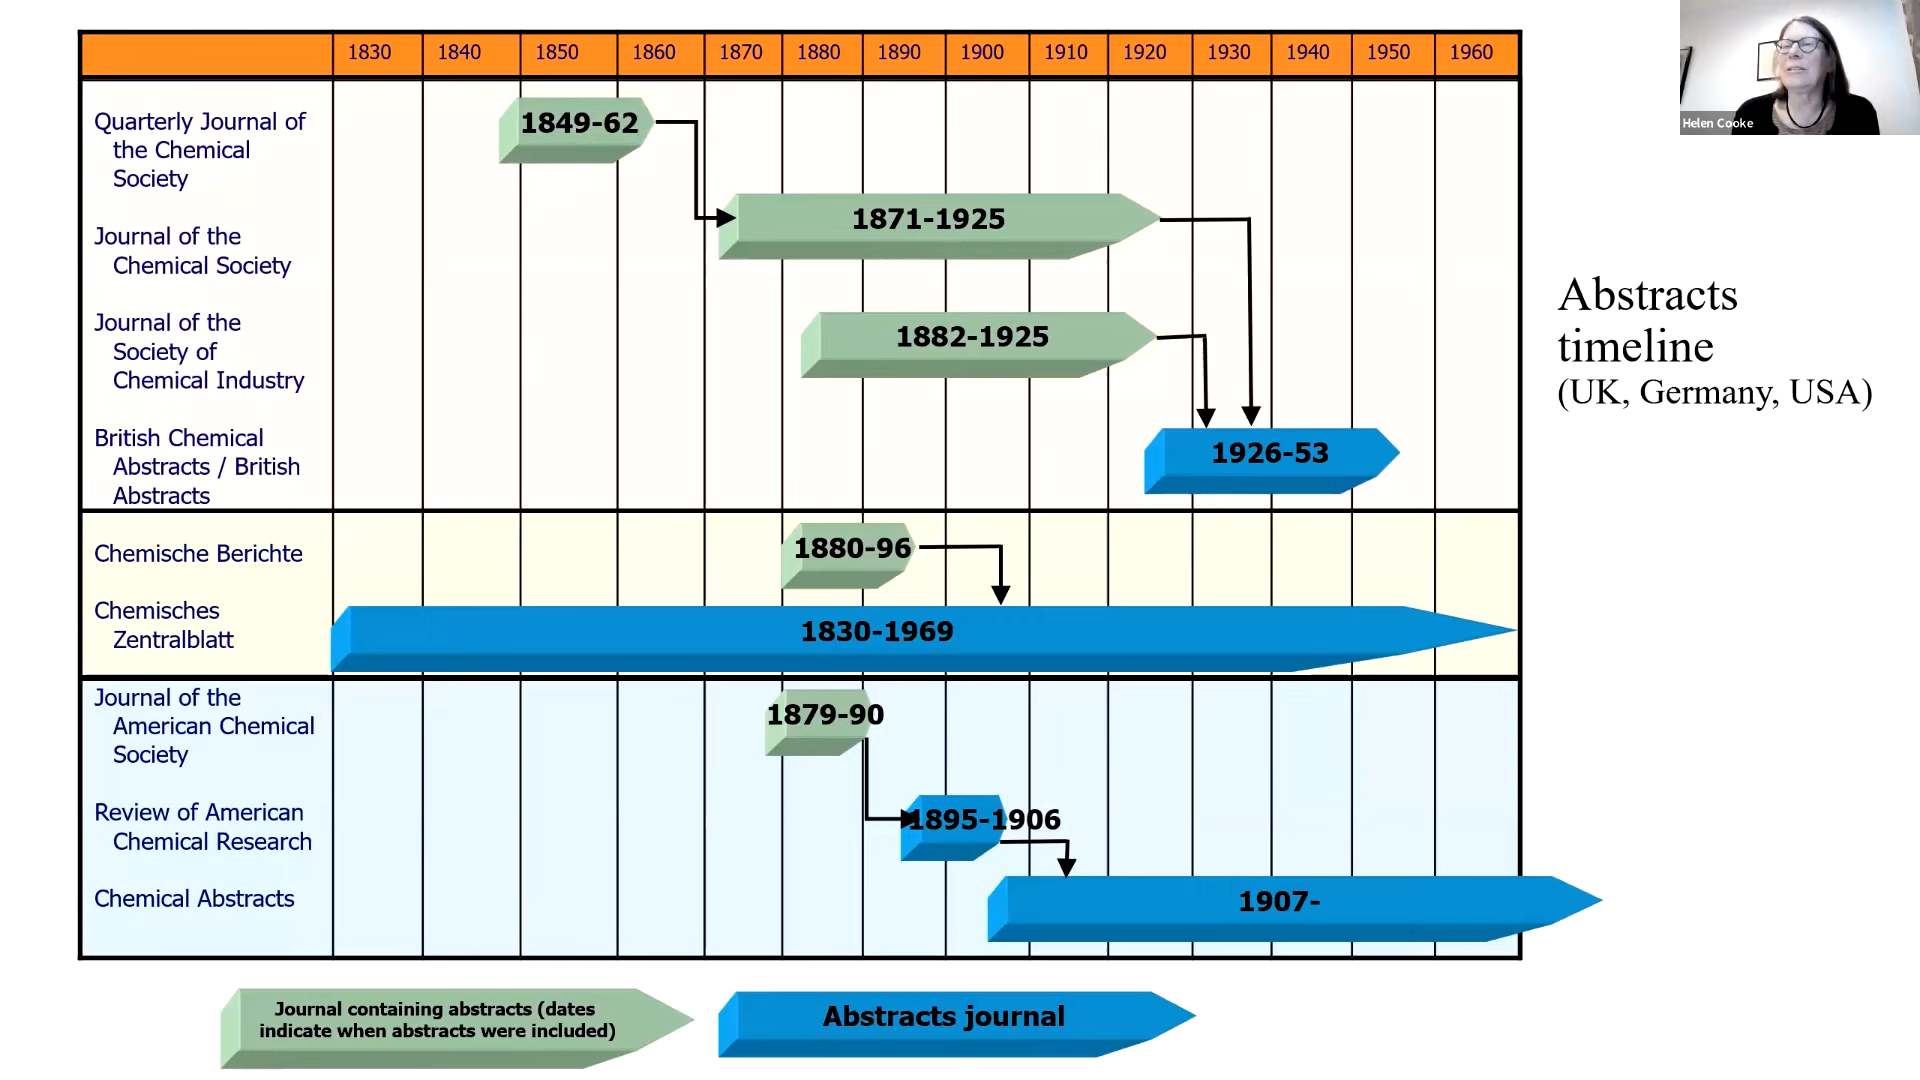 1830 1840 1850 1860 1870 1880 1890 1900 1910 1920 1930 1940 1950 1960
Helen Cooke
Quarterly Journal of
the Chemical
Society
1849-62
Journal of the
Chemical Society
1871-1925
Journal of the
Society of
Chemical Industry
1882-1925
British Chemical
Abstracts / British
Abstracts
1926-53
Chemische Berichte
1880-96
Chemisches
Zentralblatt
1830-1969
Journal of the
American Chemical
Society
1879-90
Review of American
Chemical Research
1895-1906
Chemical Abstracts
1907-
Abstracts
timeline
(UK, Germany, USA)
Journal containing abstracts (dates
indicate when abstracts were included)
Abstracts journal